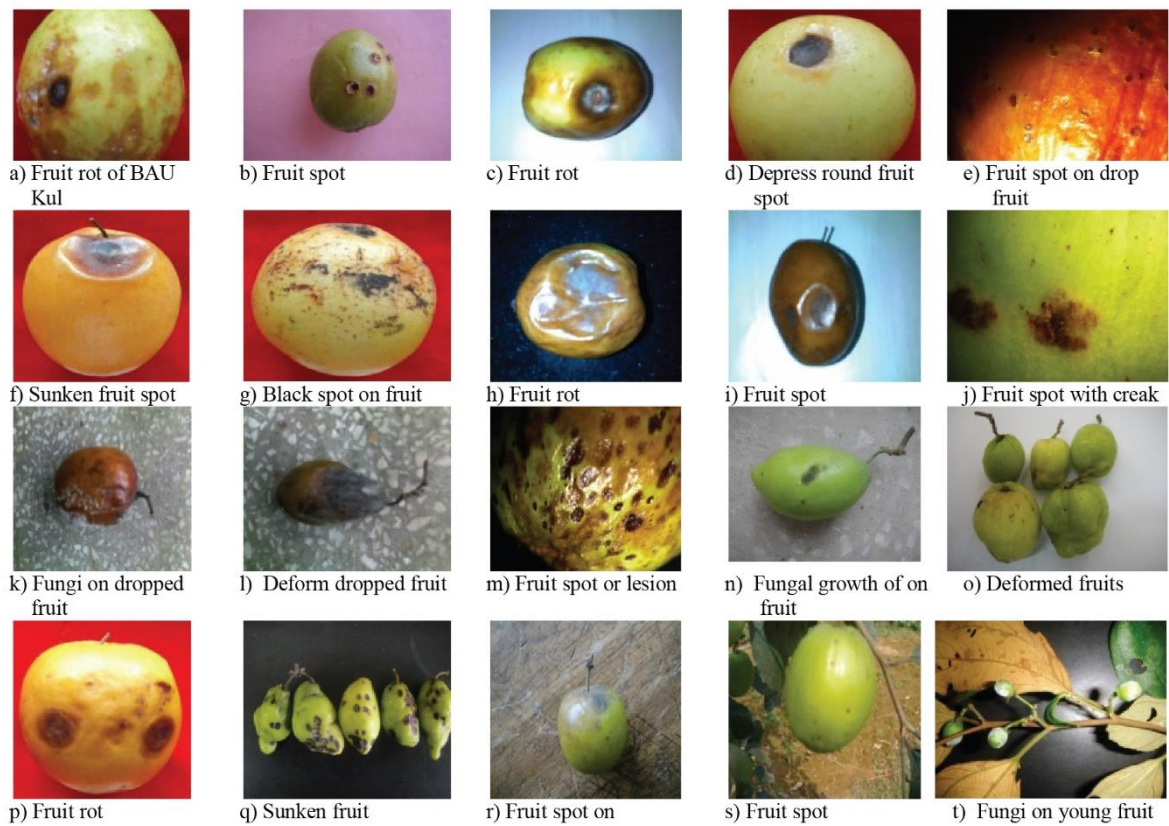 a) Fruit rot of BAU
Kul
b) Fruit spot
c) Fruit rot
d) Depress round fruit
spot
e) Fruit spot on drop
fruit
f) Sunken fruit spot
g) Black spot on fruit
h) Fruit rot
i) Fruit spot
j) Fruit spot with creak
k) Fungi on dropped
fruit
l) Deform dropped fruit
m) Fruit spot or lesion
n) Fungal growth of on
fruit
o) Deformed fruits
p) Fruit rot
q) Sunken fruit
r) Fruit spot on
s) Fruit spot
t) Fungi on young fruit